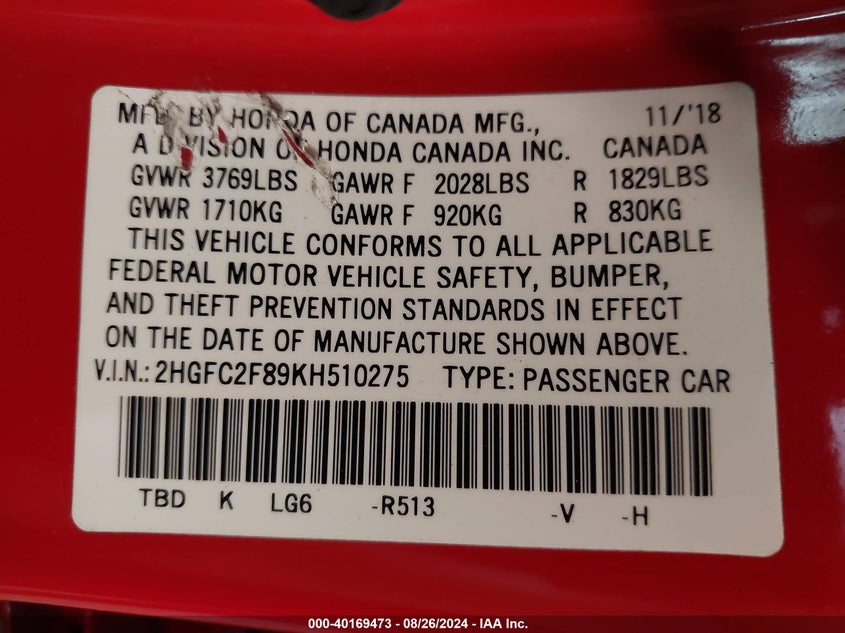 MFD. BY HONDA OF CANADA MFG., 11/'18
A DIVISION OF HONDA CANADA INC. CANADA
GVWR 3769LBS GAWR F 2028LBS R 1829LBS
GVWR 1710KG GAWR F 920KG R 830KG
THIS VEHICLE CONFORMS TO ALL APPLICABLE
FEDERAL MOTOR VEHICLE SAFETY, BUMPER,
AND THEFT PREVENTION STANDARDS IN EFFECT
ON THE DATE OF MANUFACTURE SHOWN ABOVE.
V.I.N.: 2HGFC2F89KH510275 TYPE: PASSENGER CAR
TBD K LG6 -R513 -V -H
000-40169473 - 08/26/2024 - IAA Inc.